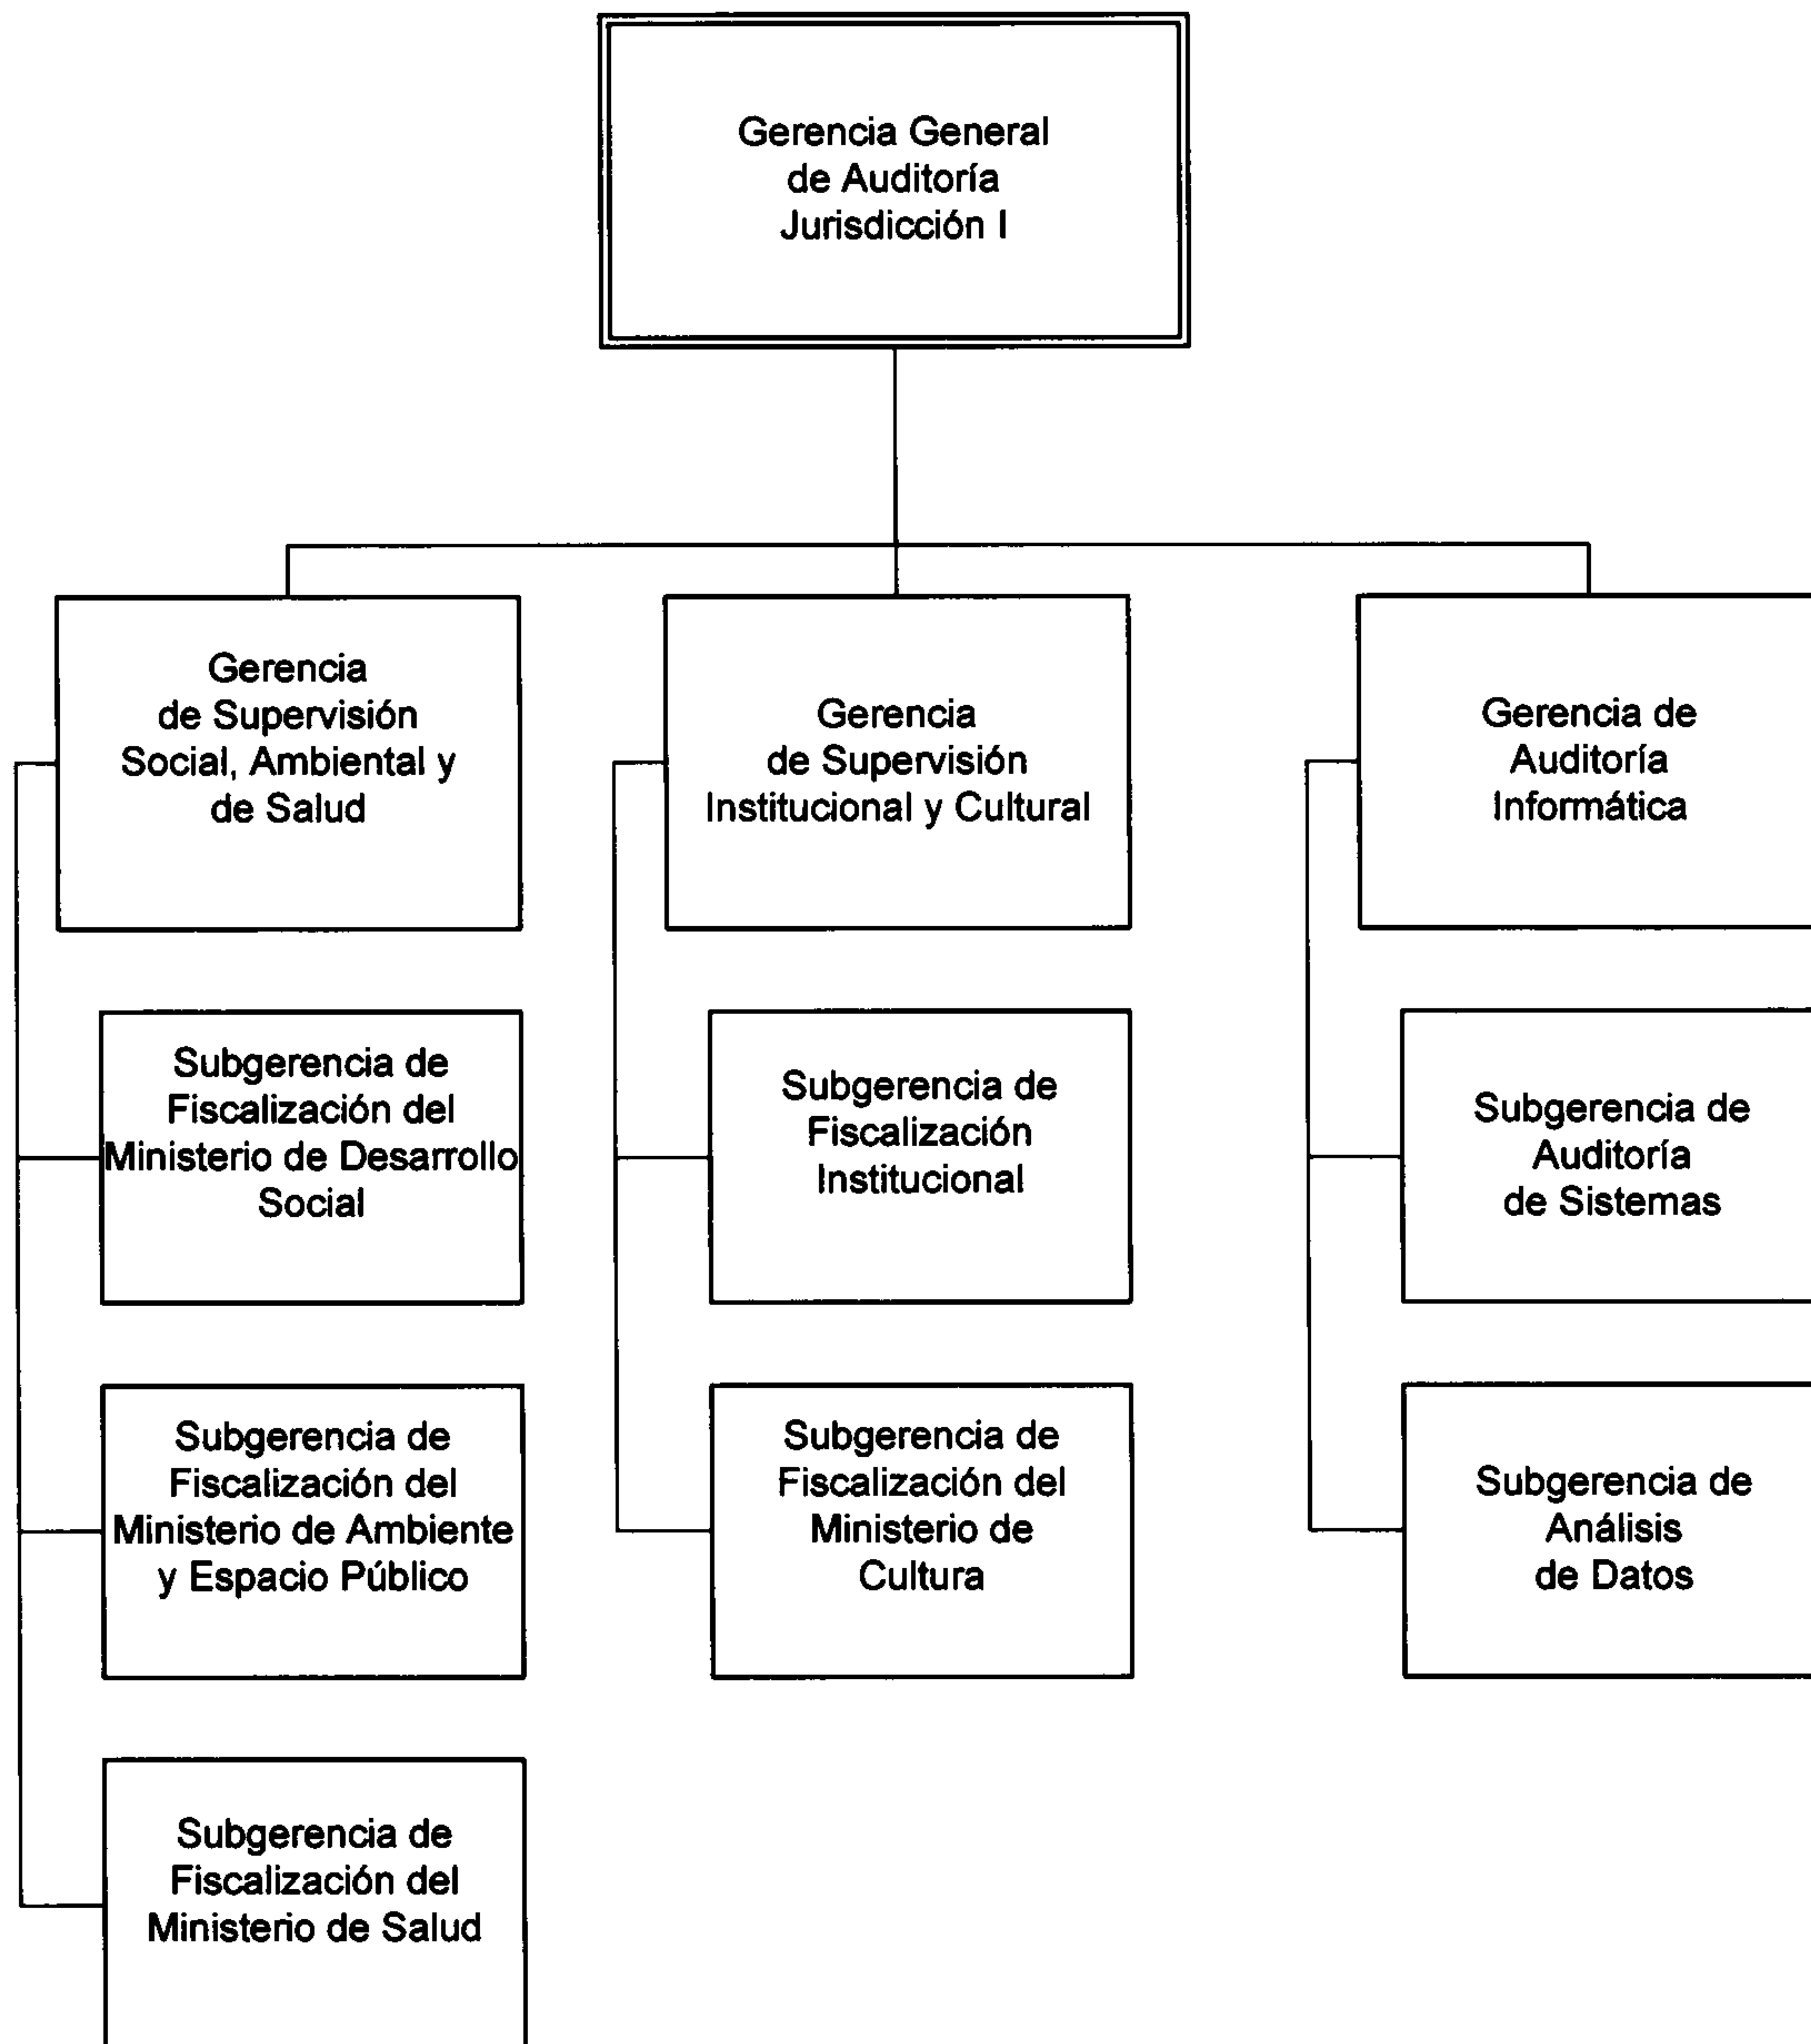 Gerencia General
de Auditoría
Jurisdicción I
Gerencia
de Supervisión
Social, Ambiental y
de Salud
Gerencia
de Supervisión
Institucional y Cultural
Gerencia de
Auditoría
Informática
Subgerencia de
Fiscalización del
Ministerio de Desarrollo
Social
Subgerencia de
Fiscalización
Institucional
Subgerencia de
Auditoría
de Sistemas
Subgerencia de
Fiscalización del
Ministerio de Ambiente
y Espacio Público
Subgerencia de
Fiscalización del
Ministerio de
Cultura
Subgerencia de
Análisis
de Datos
Subgerencia de
Fiscalización del
Ministerio de Salud